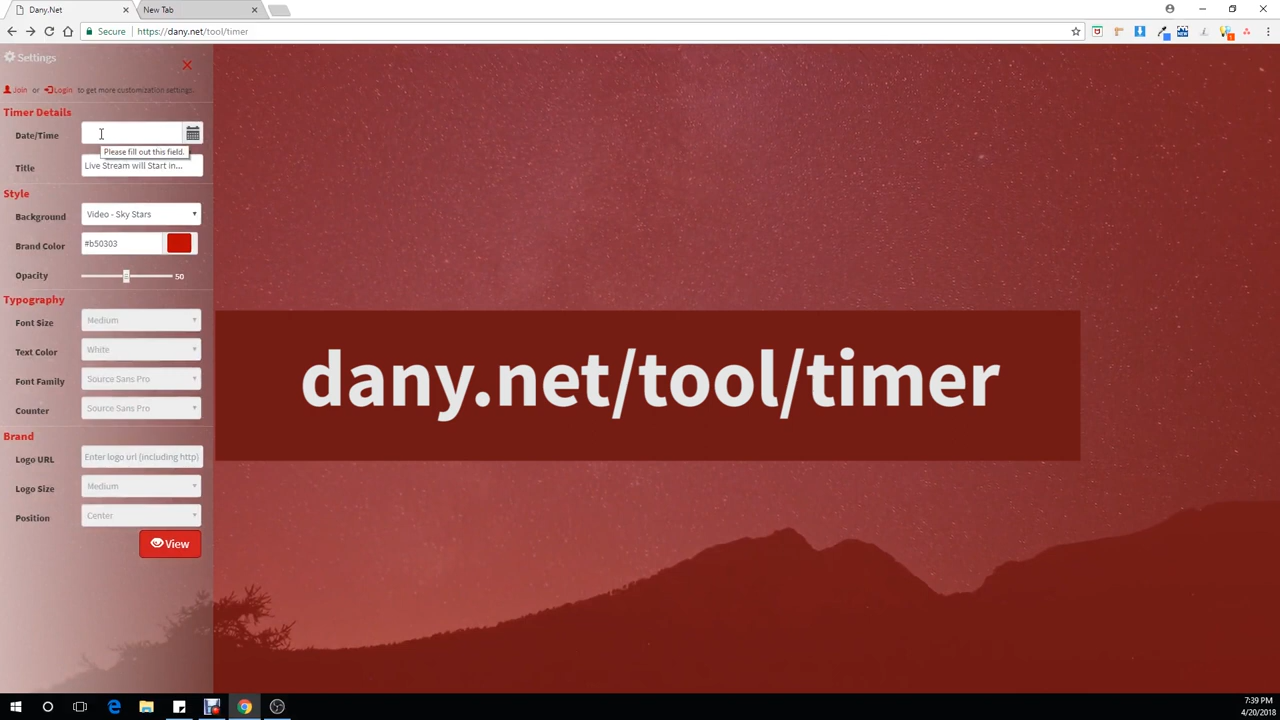 Dany.Net
New Tab
Secure
https://dany.net/tool/timer
Settings
Join or Login to get more customization settings.
Timer Details
Date/Time
Please fill out this field.
Title
Live Stream will Start in...
Style
Background
Video - Sky Stars
Brand Color
#b50303
Opacity
50
Typography
Font Size
Medium
Text Color
White
Font Family
Source Sans Pro
Counter
Source Sans Pro
Brand
Logo URL
Enter logo url (including http)
Logo Size
Medium
Position
Center
View
dany.net/tool/timer
7:39 PM
4/20/2018